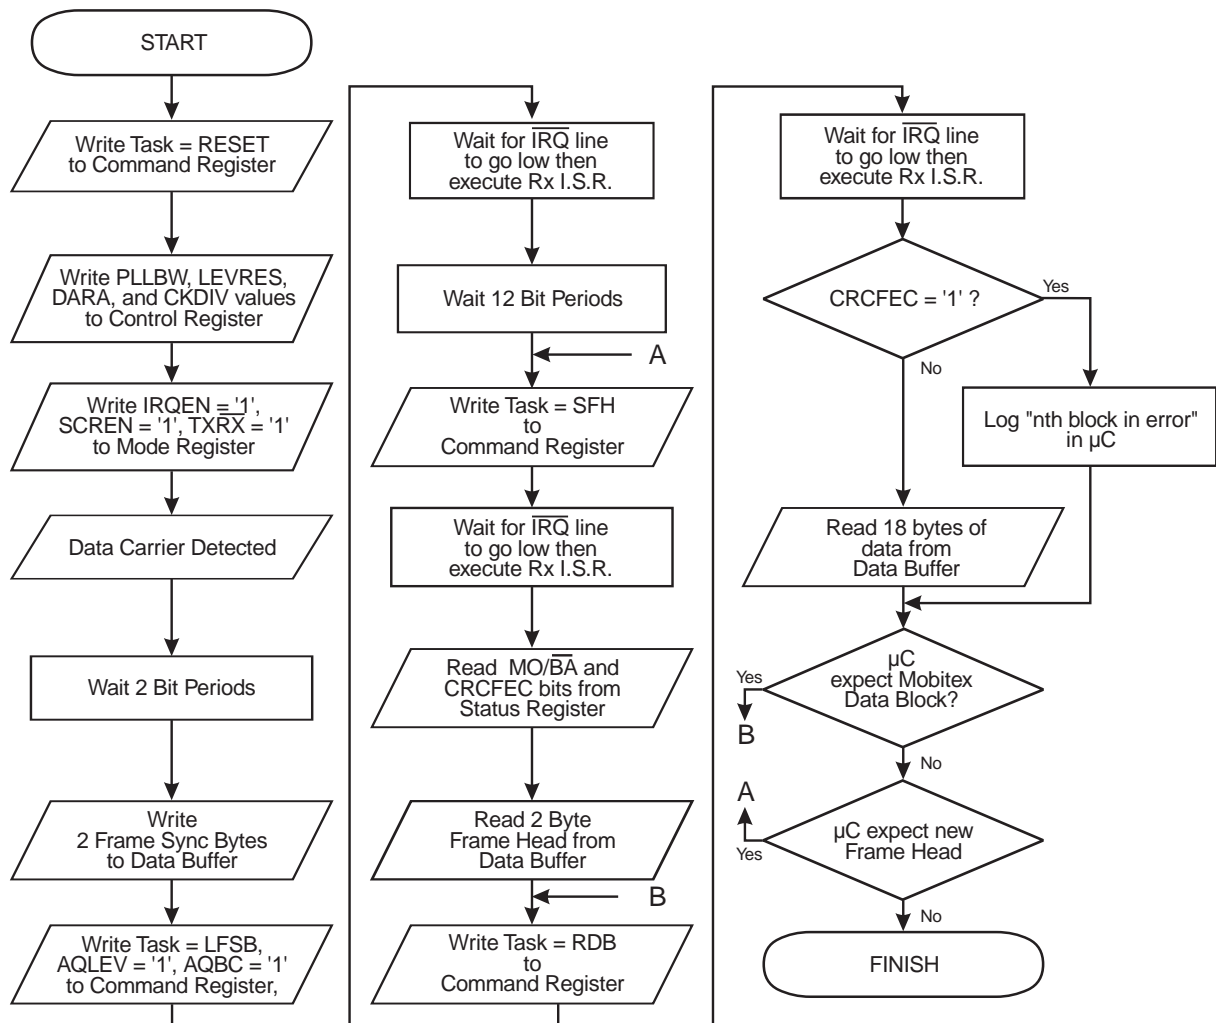 START
Write Task = RESET
to Command Register
Write PLLBW, LEVRES,
DARA, and CKDIV values
to Control Register
Write IRQEN = '1',
SCREN = '1', TXR̅X̅ = '1'
to Mode Register
Data Carrier Detected
Wait 2 Bit Periods
Write
2 Frame Sync Bytes
to Data Buffer
Write Task = LFSB,
AQLEV = '1', AQBC = '1'
to Command Register,
Wait for I̅R̅Q̅ line
to go low then
execute Rx I.S.R.
Wait 12 Bit Periods
A
Write Task = SFH
to
Command Register
Wait for I̅R̅Q̅ line
to go low then
execute Rx I.S.R.
Read MO/B̅A̅ and
CRCFEC bits from
Status Register
Read 2 Byte
Frame Head from
Data Buffer
B
Write Task = RDB
to
Command Register
Wait for I̅R̅Q̅ line
to go low then
execute Rx I.S.R.
CRCFEC = '1' ?
Yes
No
Log "nth block in error"
in µC
Read 18 bytes of
data from
Data Buffer
µC
expect Mobitex
Data Block?
Yes
B
No
A
µC expect new
Frame Head
Yes
No
FINISH